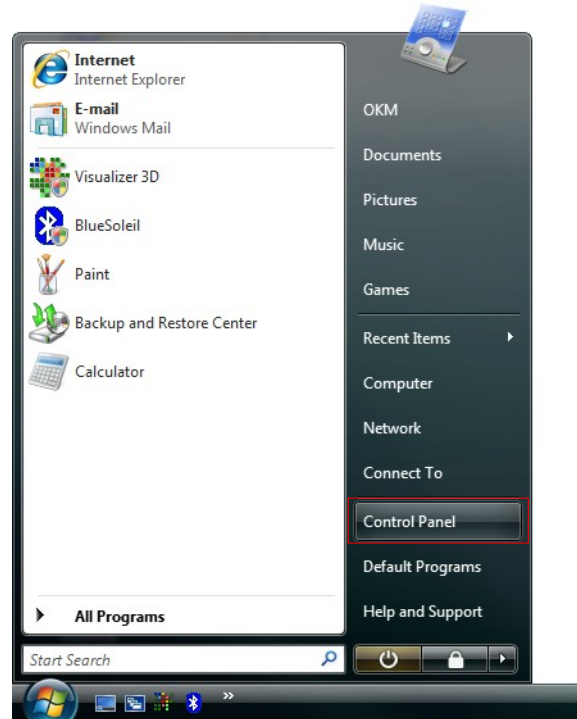 Internet
Internet Explorer
E-mail
Windows Mail
Visualizer 3D
BlueSoleil
Paint
Backup and Restore Center
Calculator
All Programs
Start Search
OKM
Documents
Pictures
Music
Games
Recent Items
Computer
Network
Connect To
Control Panel
Default Programs
Help and Support